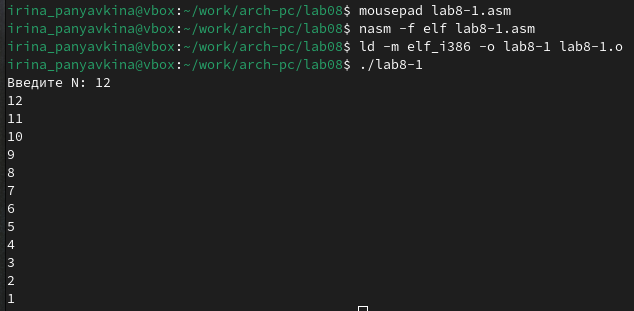 irina_panyavkina@vbox:~/work/arch-pc/lab08$ mousepad lab8-1.asm
irina_panyavkina@vbox:~/work/arch-pc/lab08$ nasm -f elf lab8-1.asm
irina_panyavkina@vbox:~/work/arch-pc/lab08$ ld -m elf_i386 -o lab8-1 lab8-1.o
irina_panyavkina@vbox:~/work/arch-pc/lab08$ ./lab8-1
Введите N: 12
12
11
10
9
8
7
6
5
4
3
2
1